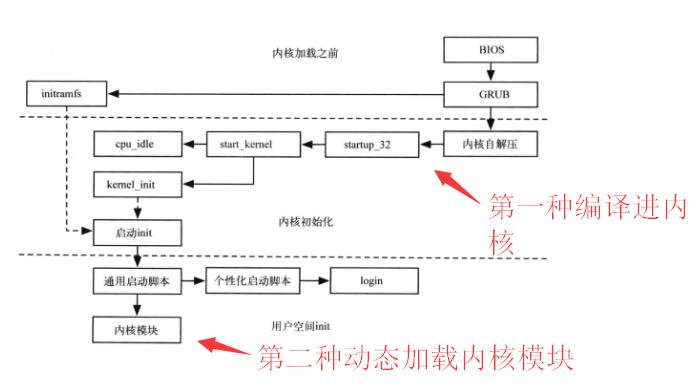 BIOS
内核加载之前
initramfs
GRUB
cpu_idle
start_kernel
startup_32
内核自解压
kernel_init
第一种编译进内
核
内核初始化
启动init
通用启动脚本
个性化启动脚本
login
内核模块
用户空间init
第二种动态加载内核模块